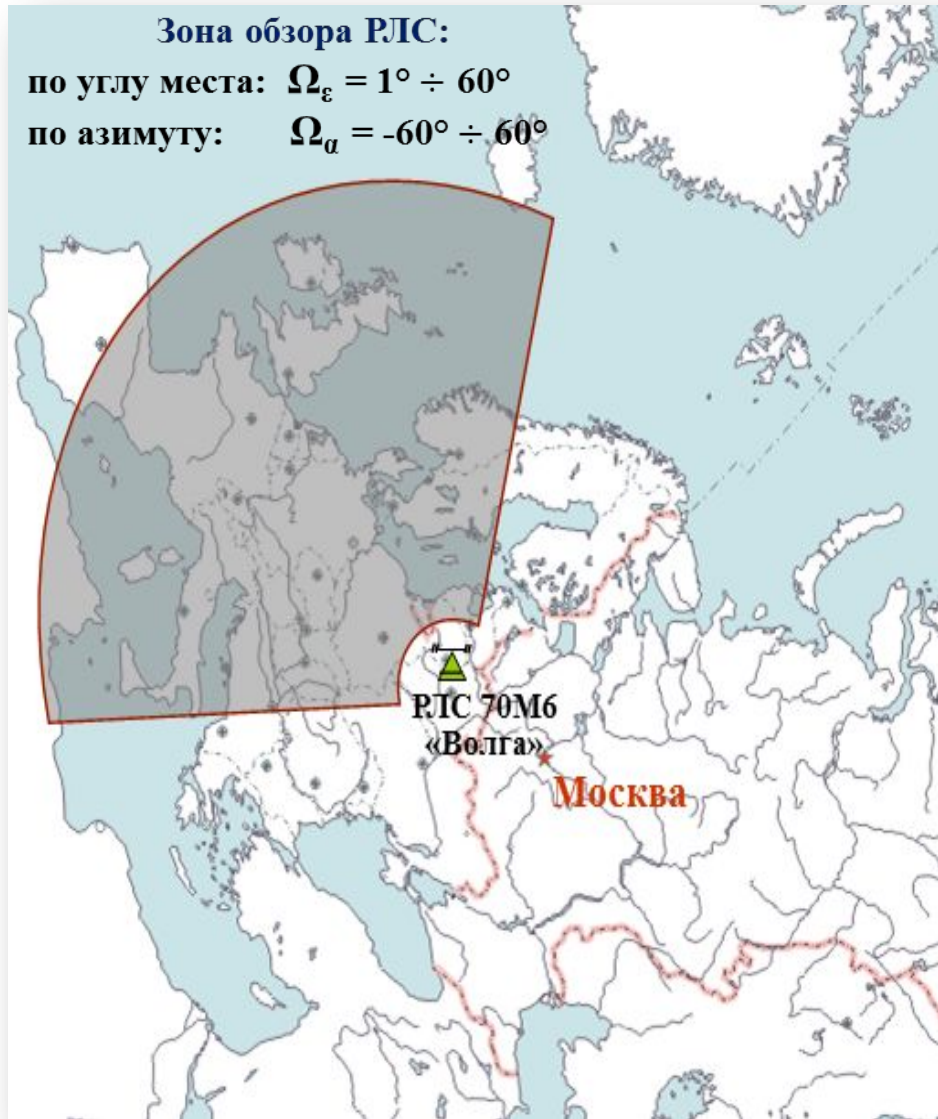 Зона обзора РЛС:
по углу места: Ωε = 1° ÷ 60°
по азимуту: Ωα = -60° ÷ 60°
РЛС 70М6
«Волга»
Москва